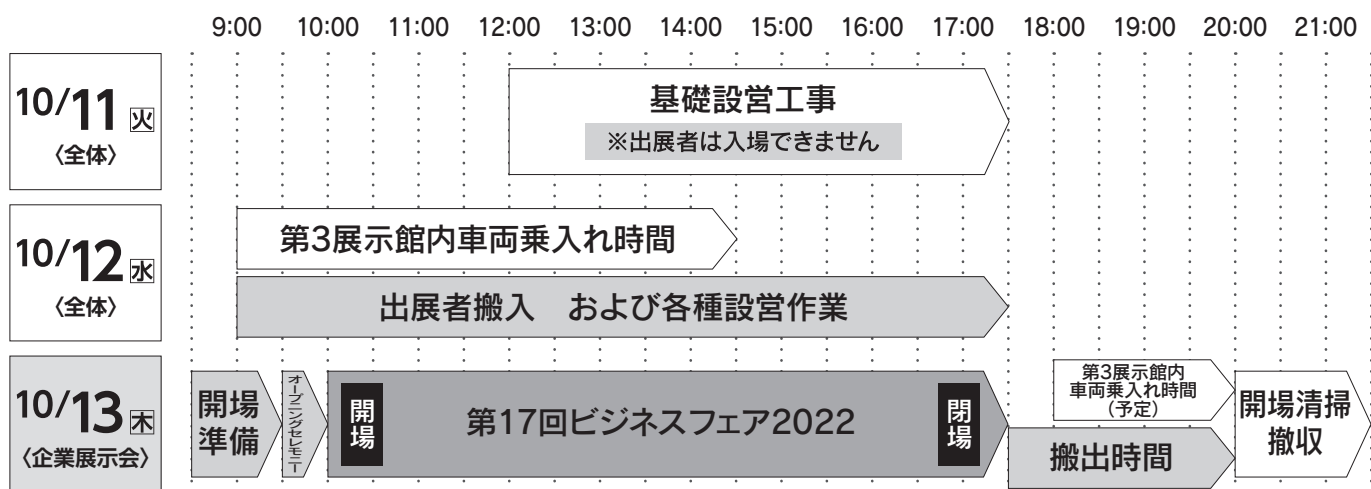 9:00 10:00 11:00 12:00 13:00 14:00 15:00 16:00 17:00 18:00 19:00 20:00 21:00
10/11 火
〈全体〉
基礎設営工事
※出展者は入場できません
10/12 水
〈全体〉
第3展示館内車両乗入れ時間
出展者搬入 および各種設営作業
10/13 木
〈企業展示会〉
開場
準備
オープニングセレモニー
開場
第17回ビジネスフェア2022
閉場
第3展示館内
車両乗入れ時間
(予定)
搬出時間
開場清掃
撤収